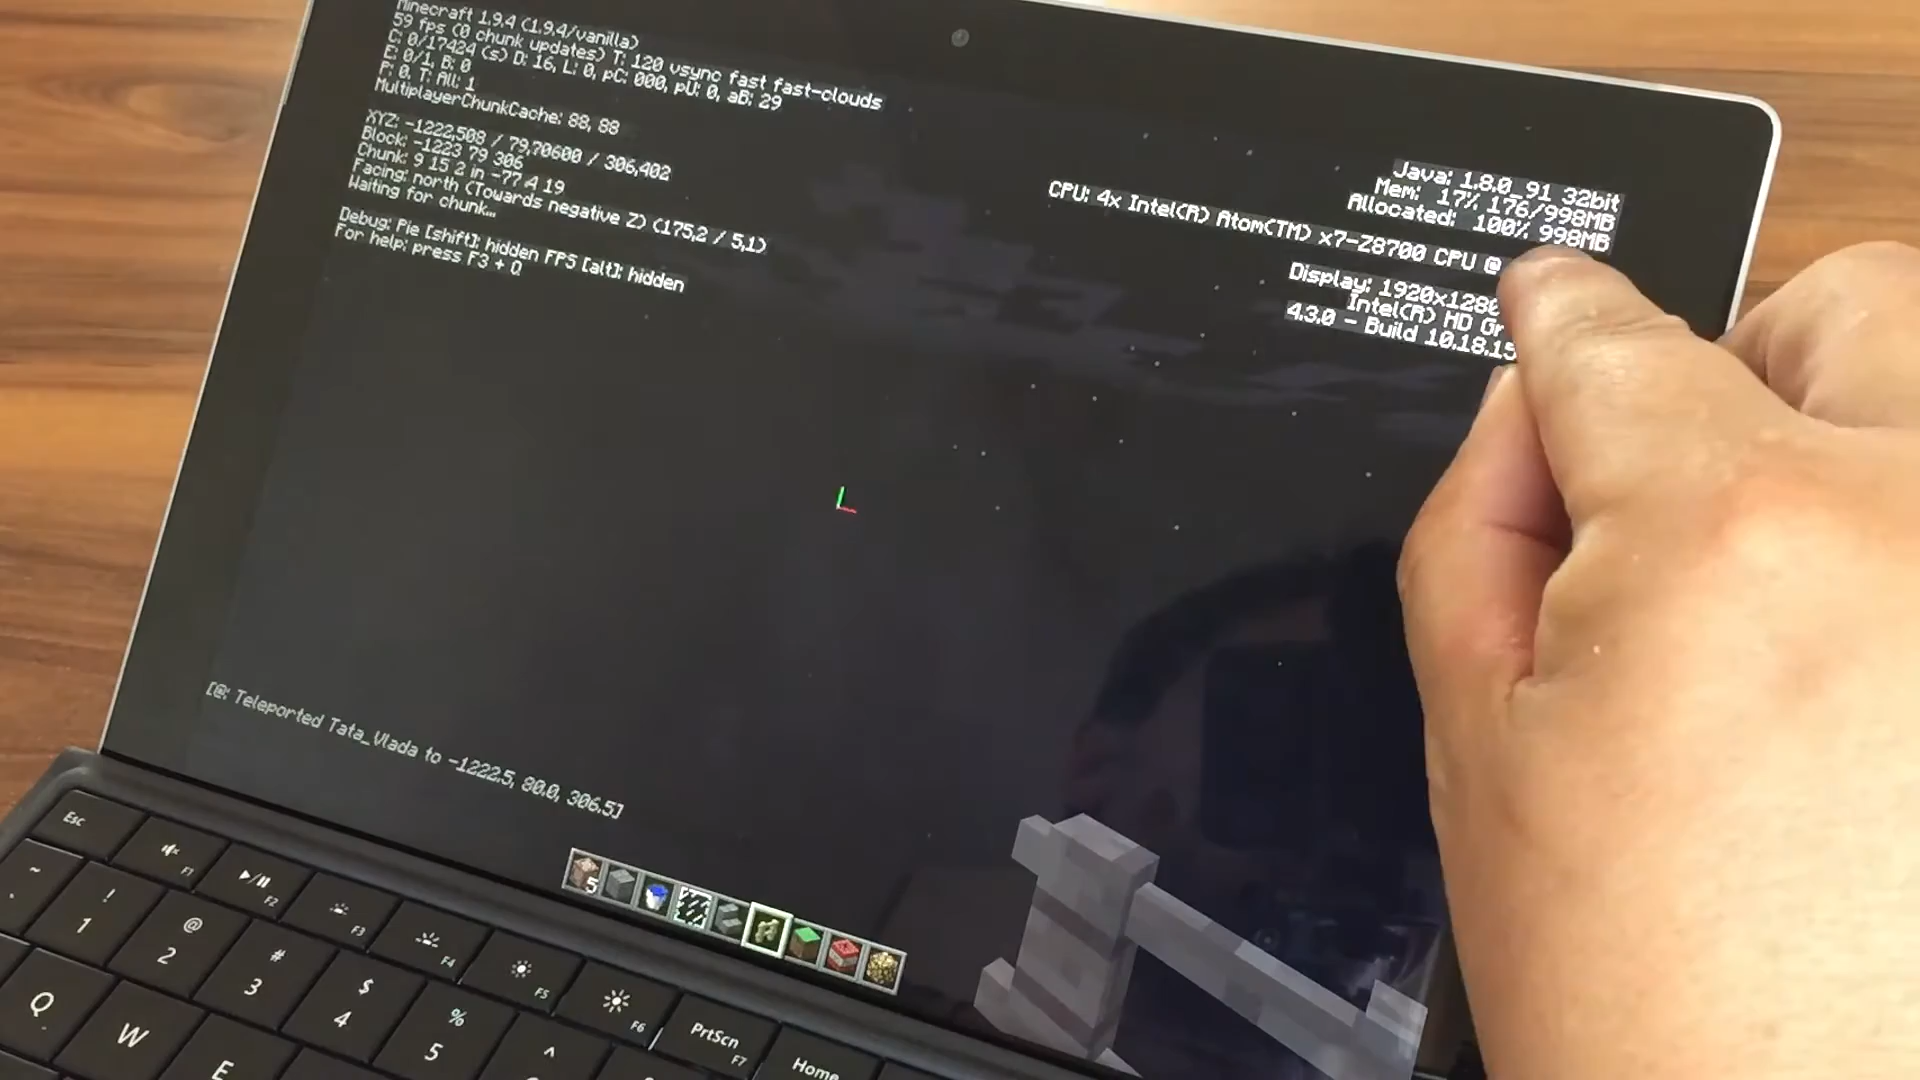 Minecraft 1.9.4 (1.9.4/vanilla)
59 fps (0 chunk updates) T: 120 vsync fast fast-clouds
C: 0/17424 (s) D: 16, L: 0, pC: 000, pU: 0, aB: 29
E: 0/1, B: 0
P: 0, T: All: 1
MultiplayerChunkCache: 88, 88
XYZ: -1222,508 / 79,70600 / 306,402
Block: -1223 79 306
Chunk: 9 15 2 in -77 4 19
Facing: north (Towards negative Z) (175,2 / 5,1)
Waiting for chunk...
Debug: Pie [shift]: hidden FPS [alt]: hidden
For help: press F3 + Q
Java: 1.8.0_91 32bit
Mem: 17% 176/998MB
Allocated: 100% 998MB
CPU: 4x Intel(R) Atom(TM) x7-Z8700 CPU @
Display: 1920x1280
Intel(R) HD
4.3.0 - Build 10.18.15
[@: Teleported Tata_Vlada to -1222.5, 80.0, 306.5]
5
Esc
F1
F2
F3
F4
F5
F6
PrtScn
F7
Home
~
!
1
@
2
#
3
$
4
%
5
^
Q
W
E